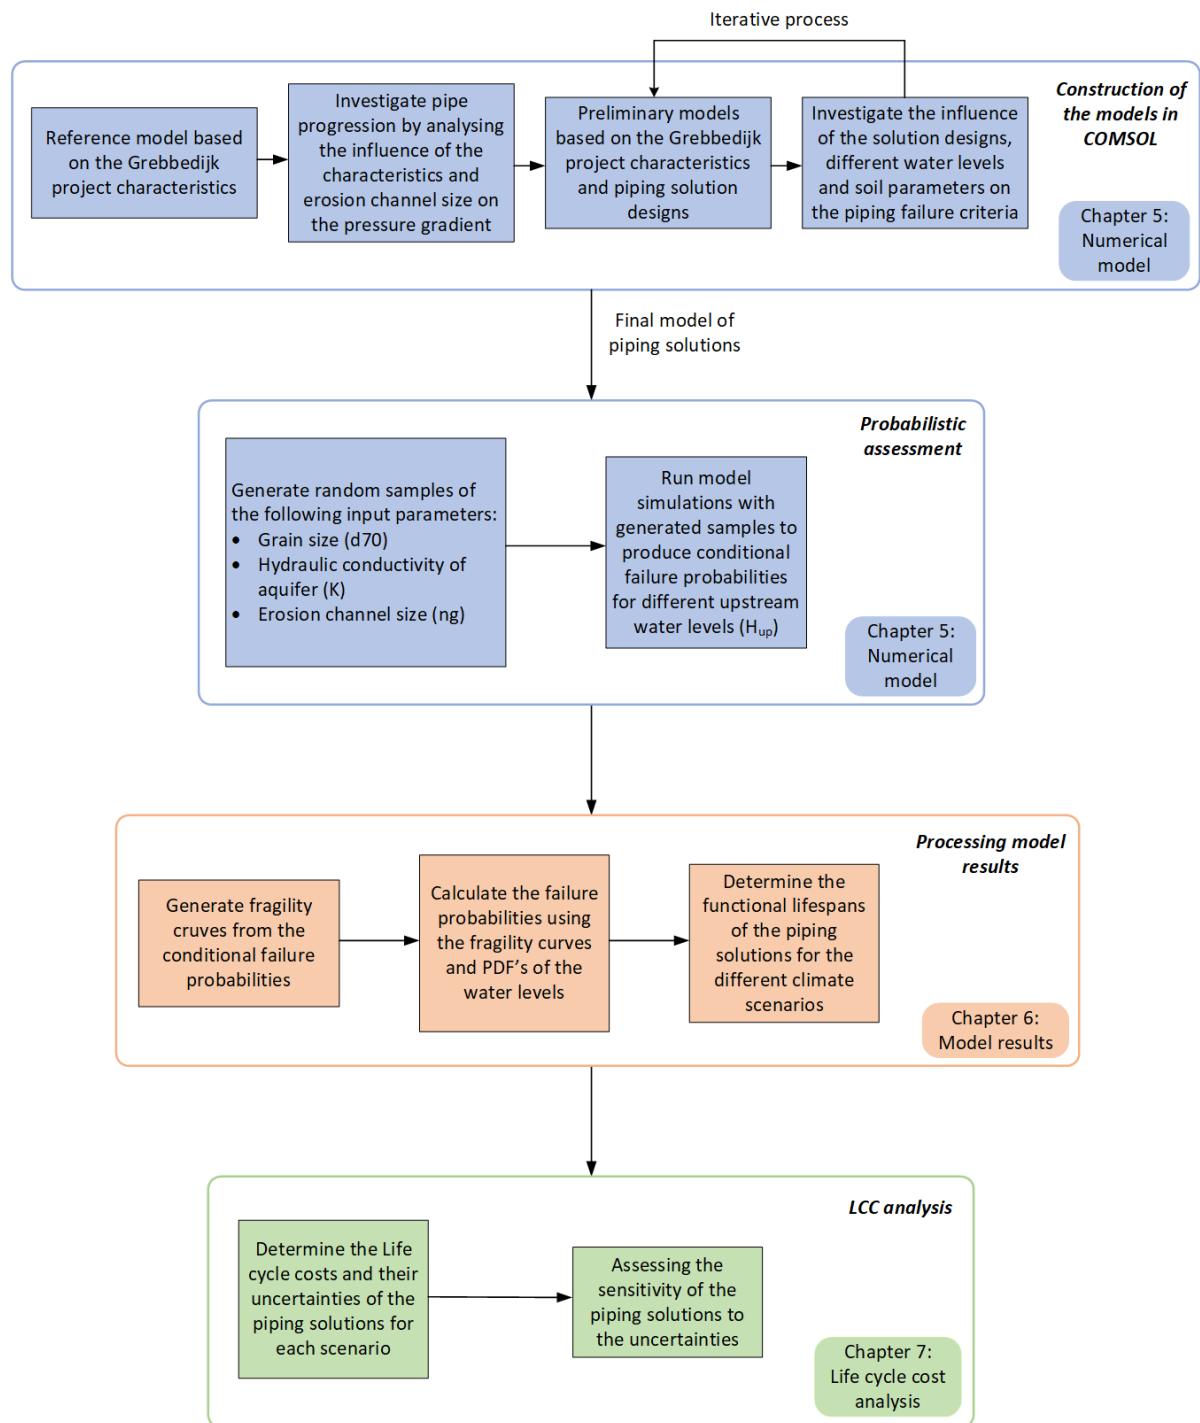 Iterative process
Construction of
the models in
COMSOL
Reference model based
on the Grebbedijk
project characteristics
Investigate pipe
progression by analysing
the influence of the
characteristics and
erosion channel size on
the pressure gradient
Preliminary models
based on the Grebbedijk
project characteristics
and piping solution
designs
Investigate the influence
of the solution designs,
different water levels
and soil parameters on
the piping failure criteria
Chapter 5:
Numerical
model
Final model of
piping solutions
Probabilistic
assessment
Generate random samples of
the following input parameters:
• Grain size (d70)
• Hydraulic conductivity of
aquifer (K)
• Erosion channel size (ng)
Run model
simulations with
generated samples to
produce conditional
failure probabilities
for different upstream
water levels (Hup)
Chapter 5:
Numerical
model
Processing model
results
Generate fragility
cruves from the
conditional failure
probabilities
Calculate the failure
probabilities using
the fragility curves
and PDF's of the
water levels
Determine the
functional lifespans
of the piping
solutions for the
different climate
scenarios
Chapter 6:
Model results
LCC analysis
Determine the Life
cycle costs and their
uncertainties of the
piping solutions for
each scenario
Assessing the
sensitivity of the
piping solutions to
the uncertainties
Chapter 7:
Life cycle cost
analysis